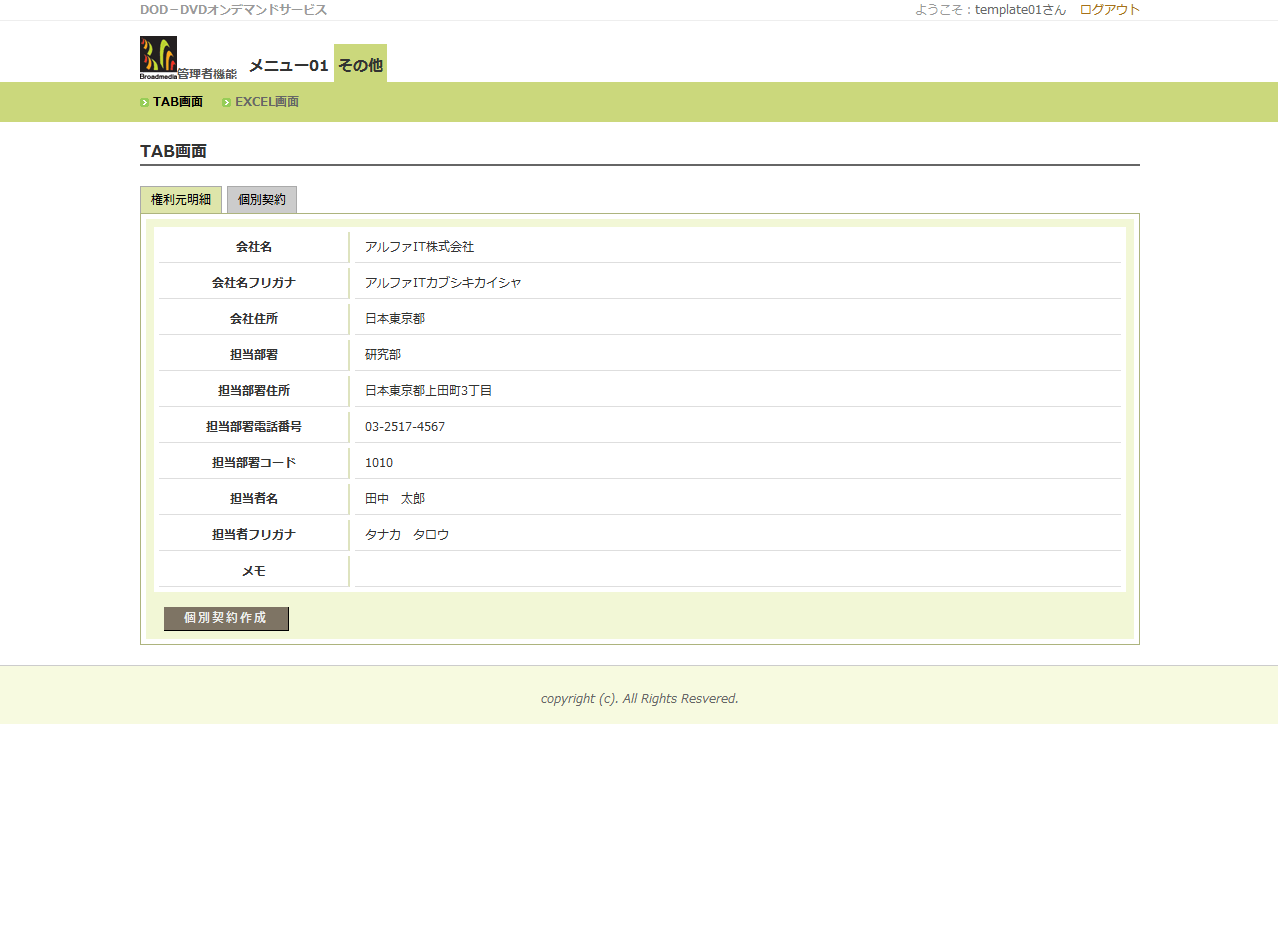 DOD－DVDオンデマンドサービス
ようこそ：template01さん ログアウト
Broadmedia 管理者機能 メニュー01 その他
TAB画面 EXCEL画面
TAB画面
権利元明細 個別契約
会社名 アルファIT株式会社
会社名フリガナ アルファITカブシキカイシャ
会社住所 日本東京都
担当部署 研究部
担当部署住所 日本東京都上田町3丁目
担当部署電話番号 03-2517-4567
担当部署コード 1010
担当者名 田中　太郎
担当者フリガナ タナカ　タロウ
メモ
個別契約作成
copyright (c). All Rights Resvered.